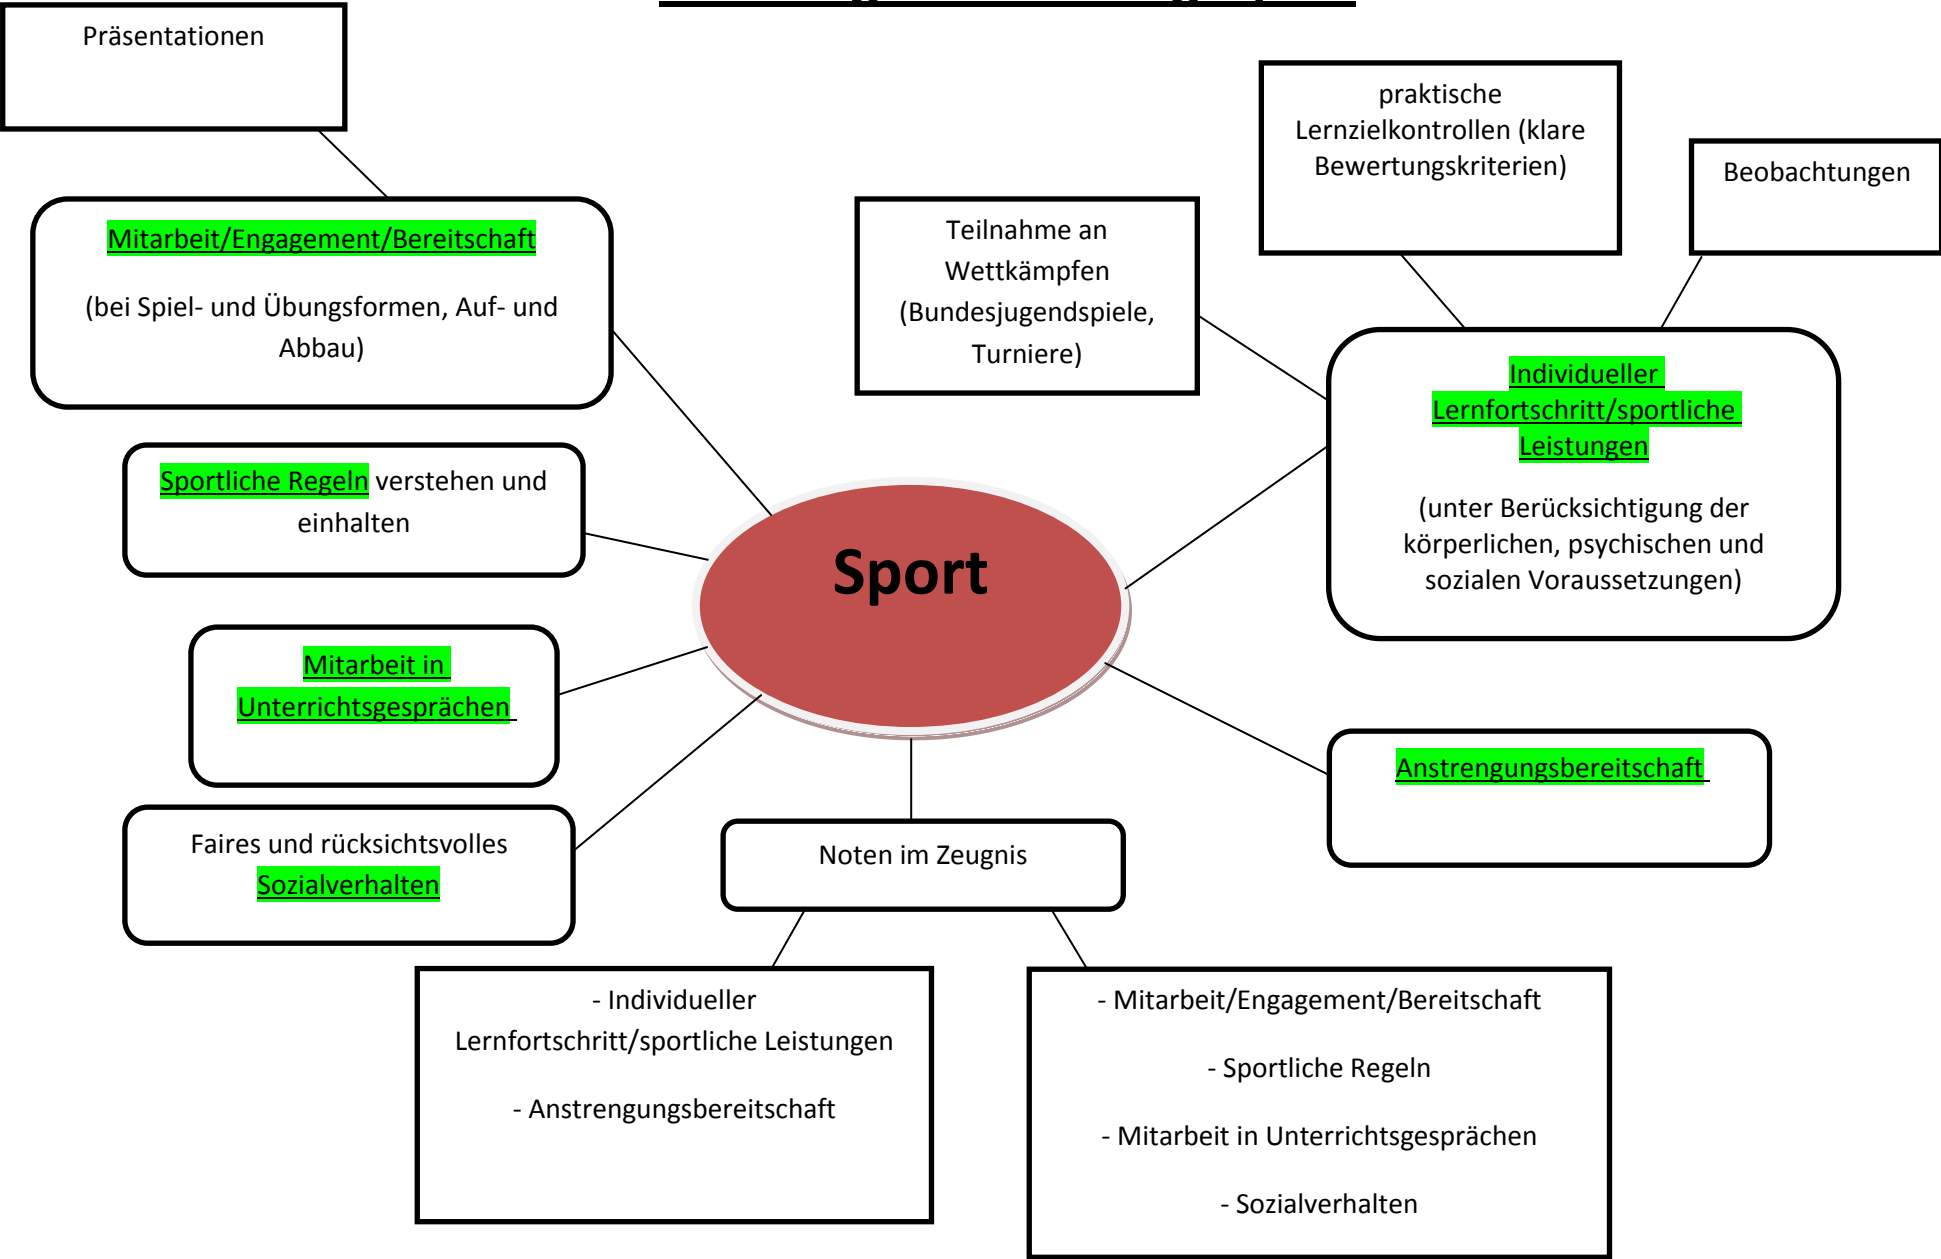 Präsentationen
praktische
Lernzielkontrollen (klare
Bewertungskriterien)
Beobachtungen
Mitarbeit/Engagement/Bereitschaft
(bei Spiel- und Übungsformen, Auf- und
Abbau)
Teilnahme an
Wettkämpfen
(Bundesjugendspiele,
Turniere)
Individueller
Lernfortschritt/sportliche
Leistungen
(unter Berücksichtigung der
körperlichen, psychischen und
sozialen Voraussetzungen)
Sportliche Regeln verstehen und
einhalten
Sport
Mitarbeit in
Unterrichtsgesprächen
Anstrengungsbereitschaft
Faires und rücksichtsvolles
Sozialverhalten
Noten im Zeugnis
- Individueller
Lernfortschritt/sportliche Leistungen
- Anstrengungsbereitschaft
- Mitarbeit/Engagement/Bereitschaft
- Sportliche Regeln
- Mitarbeit in Unterrichtsgesprächen
- Sozialverhalten